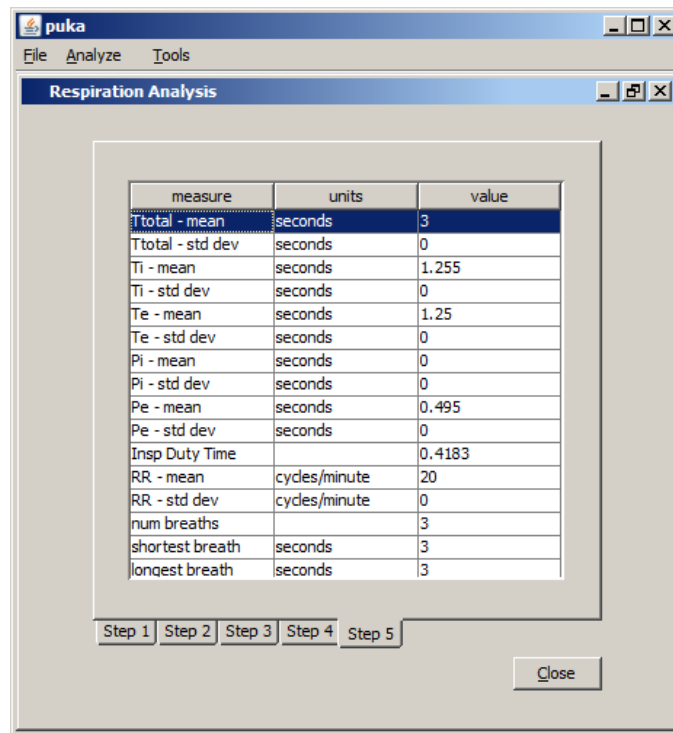 puka
File Analyze Tools
Respiration Analysis
measure units value
Ttotal - mean seconds 3
Ttotal - std dev seconds 0
Ti - mean seconds 1.255
Ti - std dev seconds 0
Te - mean seconds 1.25
Te - std dev seconds 0
Pi - mean seconds 0
Pi - std dev seconds 0
Pe - mean seconds 0.495
Pe - std dev seconds 0
Insp Duty Time 0.4183
RR - mean cycles/minute 20
RR - std dev cycles/minute 0
num breaths 3
shortest breath seconds 3
longest breath seconds 3
Step 1 Step 2 Step 3 Step 4 Step 5
Close